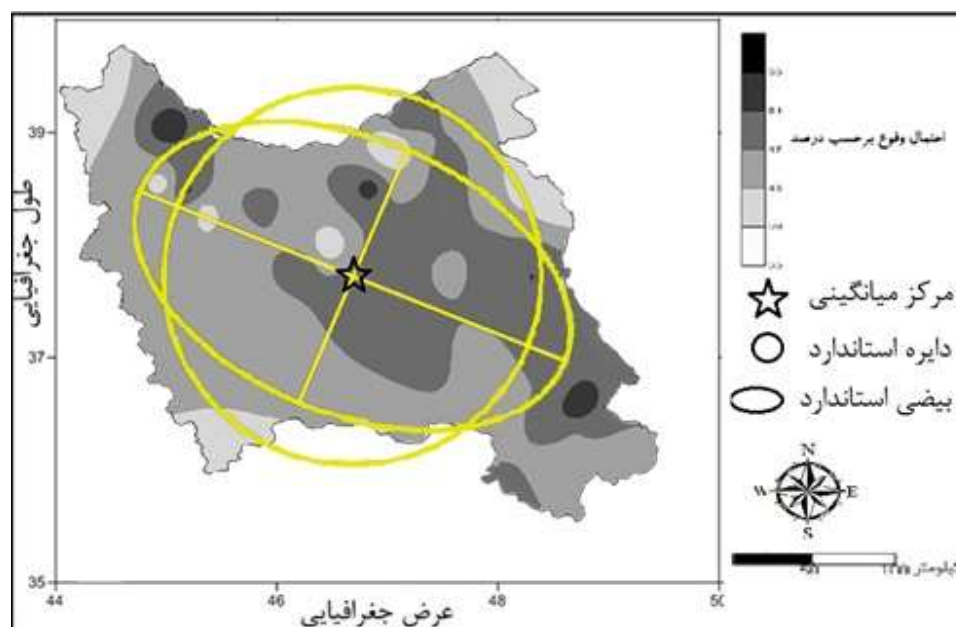 احتمال وقوع برحسب درصد
مرکز میانگینی
دایره استاندارد
بیضی استاندارد
N
W E
S
کیلومتر
طول جغرافیایی
39
37
35
44 46 48
عرض جغرافیایی